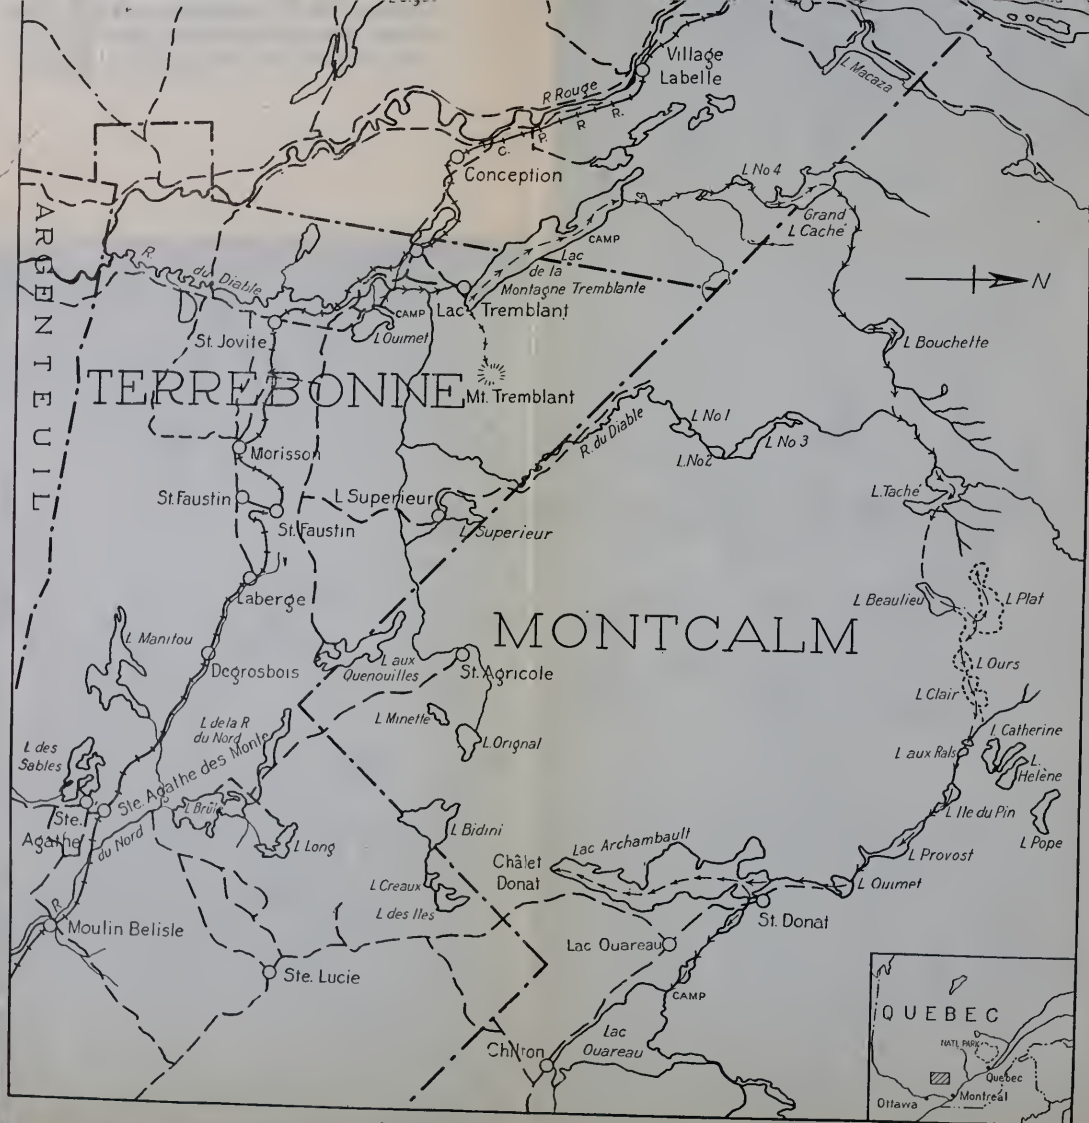 Village
Labelle
R Rouge
C. P. R R.
L Macaza
Conception
L No 4
Grand
L Caché
CAMP
Lac
de la
Montagne Tremblante
N
R. du Diable
ARGENTEUIL
CAMP
Lac Tremblant
St. Jovite
L Ouimet
L Bouchette
TERREBONNE
Mt. Tremblant
R. du Diable
L No 1
L No 3
L. No2
Morisson
St. Faustin
L Superieur
L. Taché
St. Faustin
L Superieur
Laberge
L Beaulieu
L Plat
MONTCALM
L Manitou
Degrosbois
L aux
Quenouilles
St. Agricole
L Ours
L Clair
L de la R
du Nord
L Minette
L. Orignal
L des
Sables
L aux Rats
L Catherine
L.
Helène
Ste. Agathe des Monts
Ste.
Agathe
L Brûlé
L Ile du Pin
L Pope
du Nord
L Long
L Bidini
Lac Archambault
L Provost
Châlet
Donat
L Creaux
L des Iles
L Ouimet
R
Moulin Belisle
St. Donat
Lac Ouareau
Ste. Lucie
CAMP
Lac
Ouareau
Chilton
QUEBEC
NATL PARK
Quebec
Montreal
Ottawa